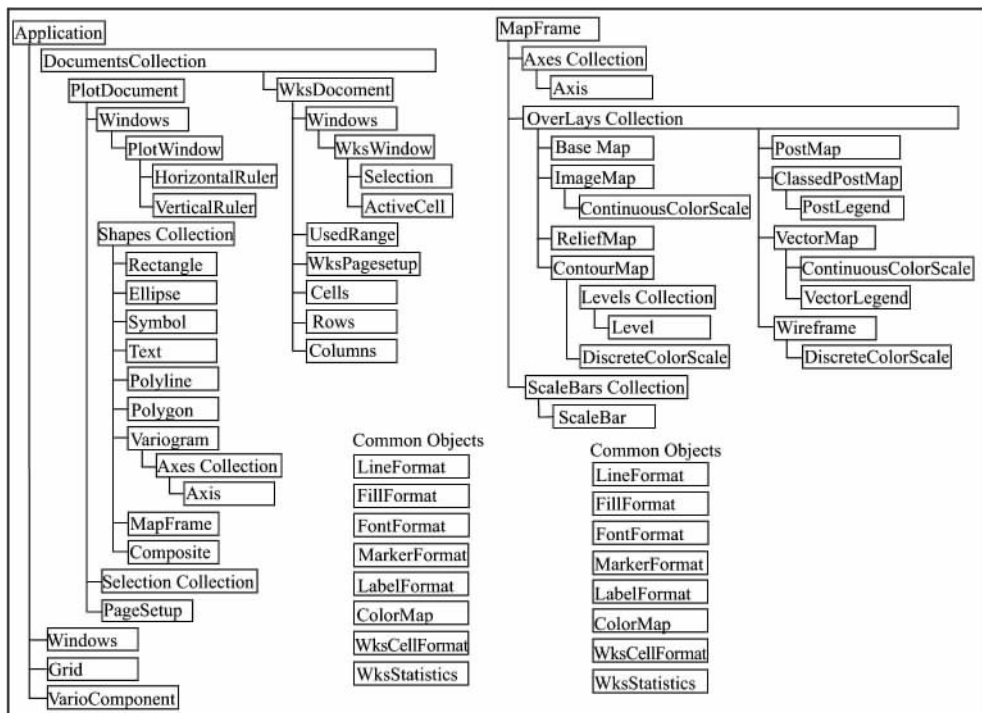 Application
DocumentsCollection
PlotDocument
Windows
PlotWindow
HorizontalRuler
VerticalRuler
Shapes Collection
Rectangle
Ellipse
Symbol
Text
Polyline
Polygon
Variogram
Axes Collection
Axis
MapFrame
Composite
Selection Collection
PageSetup
Windows
Grid
VarioComponent
WksDocoment
Windows
WksWindow
Selection
ActiveCell
UsedRange
WksPagesetup
Cells
Rows
Columns
Common Objects
LineFormat
FillFormat
FontFormat
MarkerFormat
LabelFormat
ColorMap
WksCellFormat
WksStatistics
MapFrame
Axes Collection
Axis
OverLays Collection
Base Map
ImageMap
ContinuousColorScale
ReliefMap
ContourMap
Levels Collection
Level
DiscreteColorScale
PostMap
ClassedPostMap
PostLegend
VectorMap
ContinuousColorScale
VectorLegend
Wireframe
DiscreteColorScale
ScaleBars Collection
ScaleBar
Common Objects
LineFormat
FillFormat
FontFormat
MarkerFormat
LabelFormat
ColorMap
WksCellFormat
WksStatistics